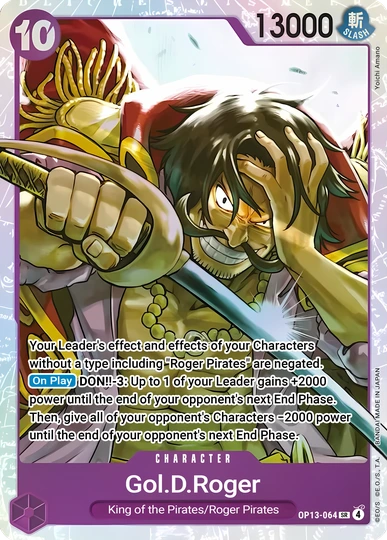 10
13000
斬
SLASH
Yoichi Amano
Your Leader's effect and effects of your Characters
without a type including "Roger Pirates" are negated.
On Play DON!!-3: Up to 1 of your Leader gains +2000
power until the end of your opponent's next End Phase.
Then, give all of your opponent's Characters −2000 power
until the end of your opponent's next End Phase.
CHARACTER
Gol.D.Roger
King of the Pirates/Roger Pirates
OP13-064 SR 4
©E.O./S. ©E.O./S.,T.A. BANDAI MADE IN JAPAN